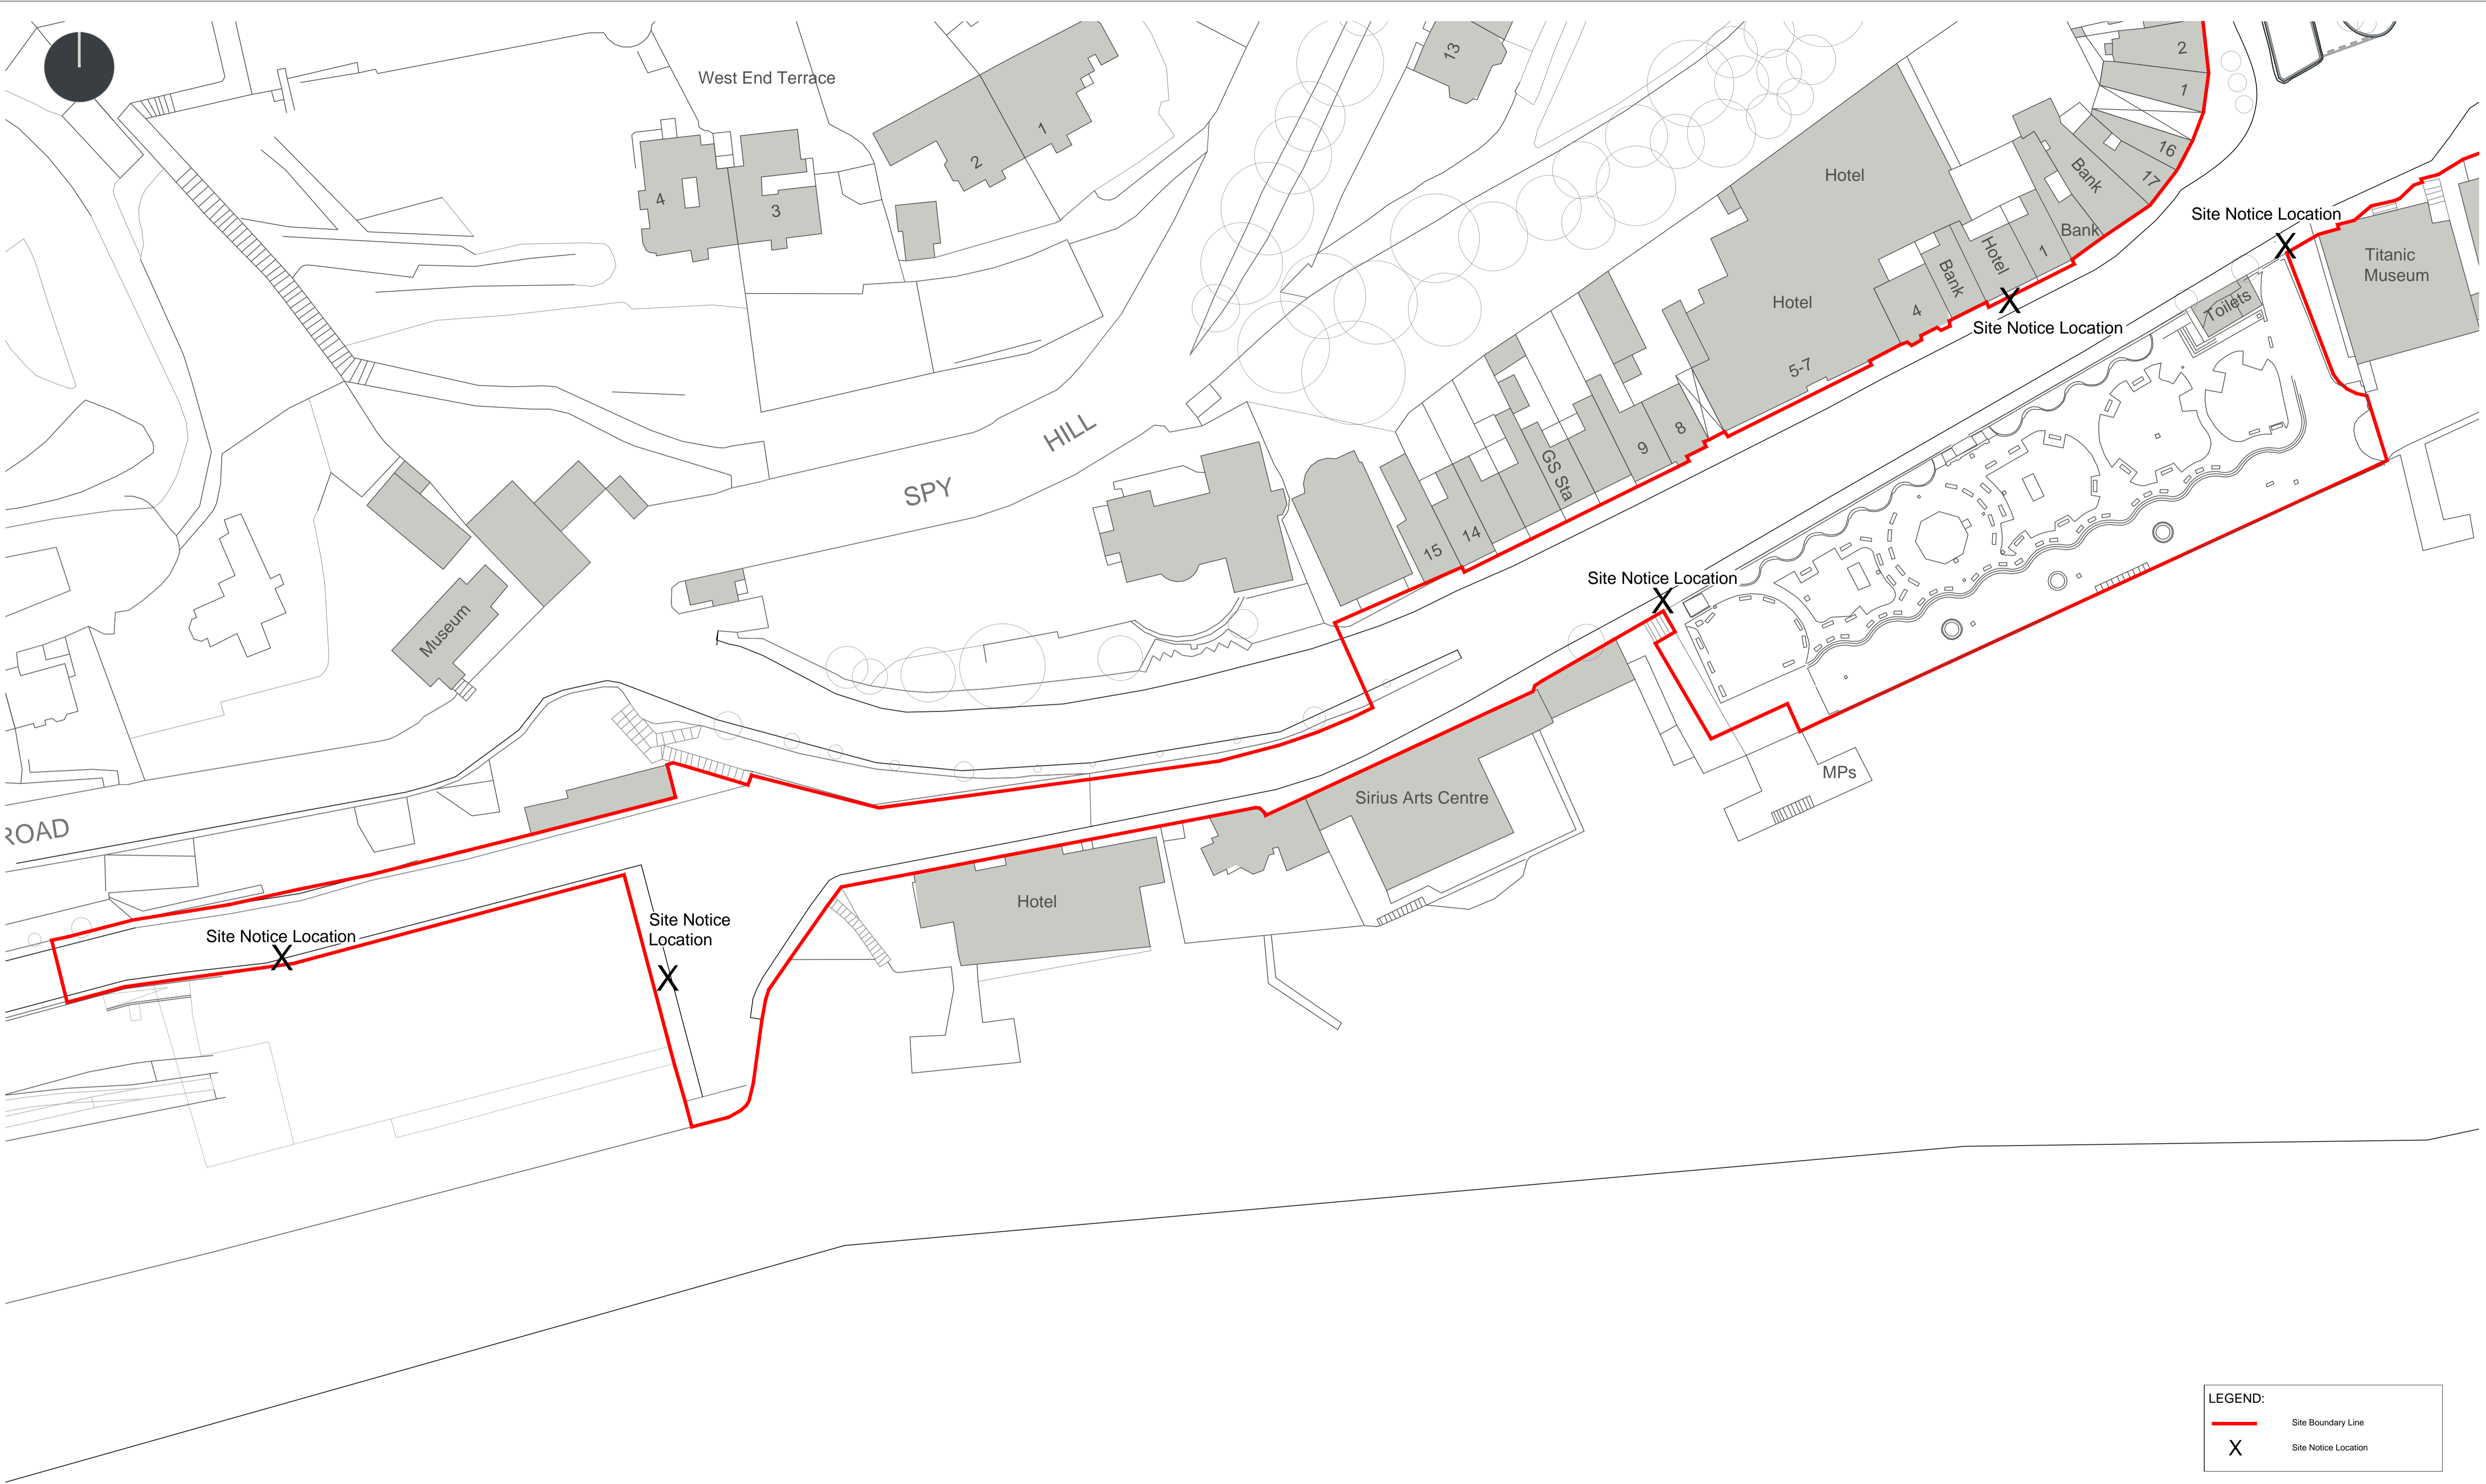 West End Terrace
13
2
1
1
2
4
3
16
17
Bank
Bank
Hotel
Site Notice Location
X
Titanic
Museum
Toilets
1
Hotel
Bank
4
Hotel
5-7
X
Site Notice Location
HILL
SPY
8
9
GS Sta
14
15
Site Notice Location
X
Museum
MPs
Sirius Arts Centre
ROAD
Hotel
Site Notice Location
X
Site Notice
Location
X
LEGEND:
Site Boundary Line
X Site Notice Location